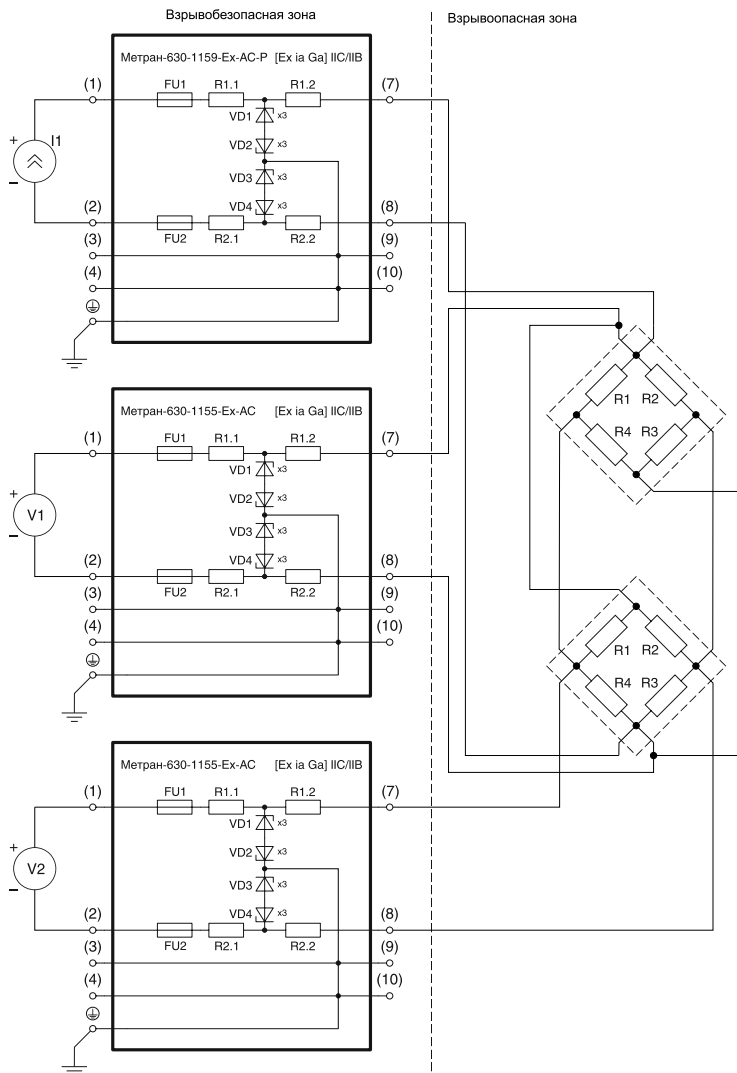 Взрывобезопасная зона
Взрывоопасная зона
Метран-630-1159-Ex-AC-P [Ex ia Ga] IIC/IIB
(1) FU1 R1.1 R1.2 (7)
VD1 x3
+ I1
VD2 x3
–
VD3 x3
(2) VD4 x3 (8)
(3) FU2 R2.1 R2.2 (9)
(4) (10)
Метран-630-1155-Ex-AC [Ex ia Ga] IIC/IIB
(1) FU1 R1.1 R1.2 (7)
VD1 x3
+ V1
VD2 x3
–
VD3 x3
(2) VD4 x3 (8)
(3) FU2 R2.1 R2.2 (9)
(4) (10)
Метран-630-1155-Ex-AC [Ex ia Ga] IIC/IIB
(1) FU1 R1.1 R1.2 (7)
VD1 x3
+ V2
VD2 x3
–
VD3 x3
(2) VD4 x3 (8)
(3) FU2 R2.1 R2.2 (9)
(4) (10)
R1 R2
R4 R3
R1 R2
R4 R3